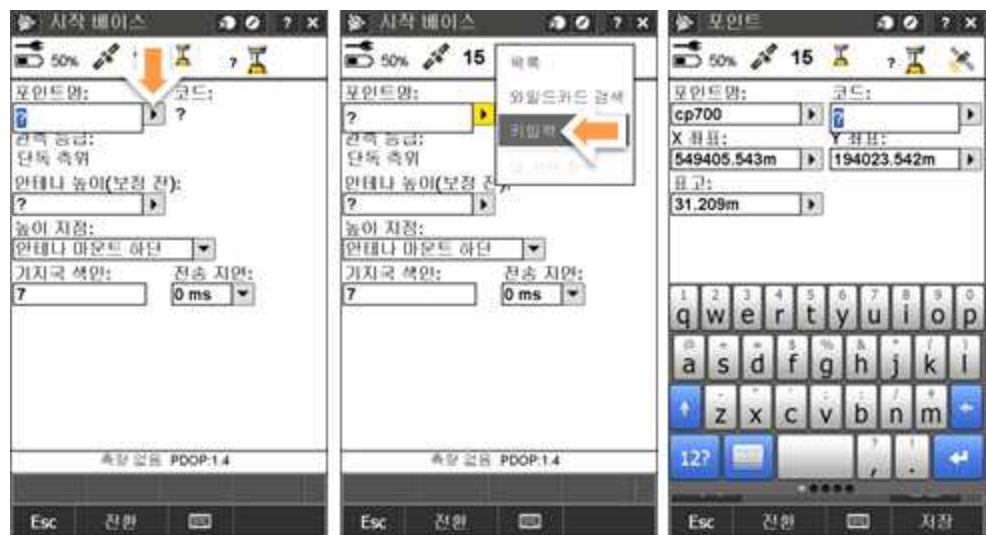 시작 베이스
? x
50%
?
포인트명:
코드:
?
?
관측 등급:
단독 측위
안테나 높이(보정 전):
?
높이 지점:
안테나 마운트 하단
기지국 색인:
전송 지연:
7
0 ms
측량 없음 PDOP:1.4
Esc 전환
시작 베이스
? x
50% 15
목록
와일드카드 검색
키입력
포인트명:
?
관측 등급:
단독 측위
안테나 높이(보정 전):
?
높이 지점:
안테나 마운트 하단
기지국 색인:
전송 지연:
7
0 ms
측량 없음 PDOP:1.4
Esc 전환
포인트
? x
50% 15 ?
포인트명:
코드:
cp700
?
X 좌표:
Y 좌표:
549405.543m
194023.542m
표고:
31.209m
1 2 3 4 5 6 7 8 9 0
q w e r t y u i o p
a s d f g h j k l
z x c v b n m
12? , .
Esc 전환 저장